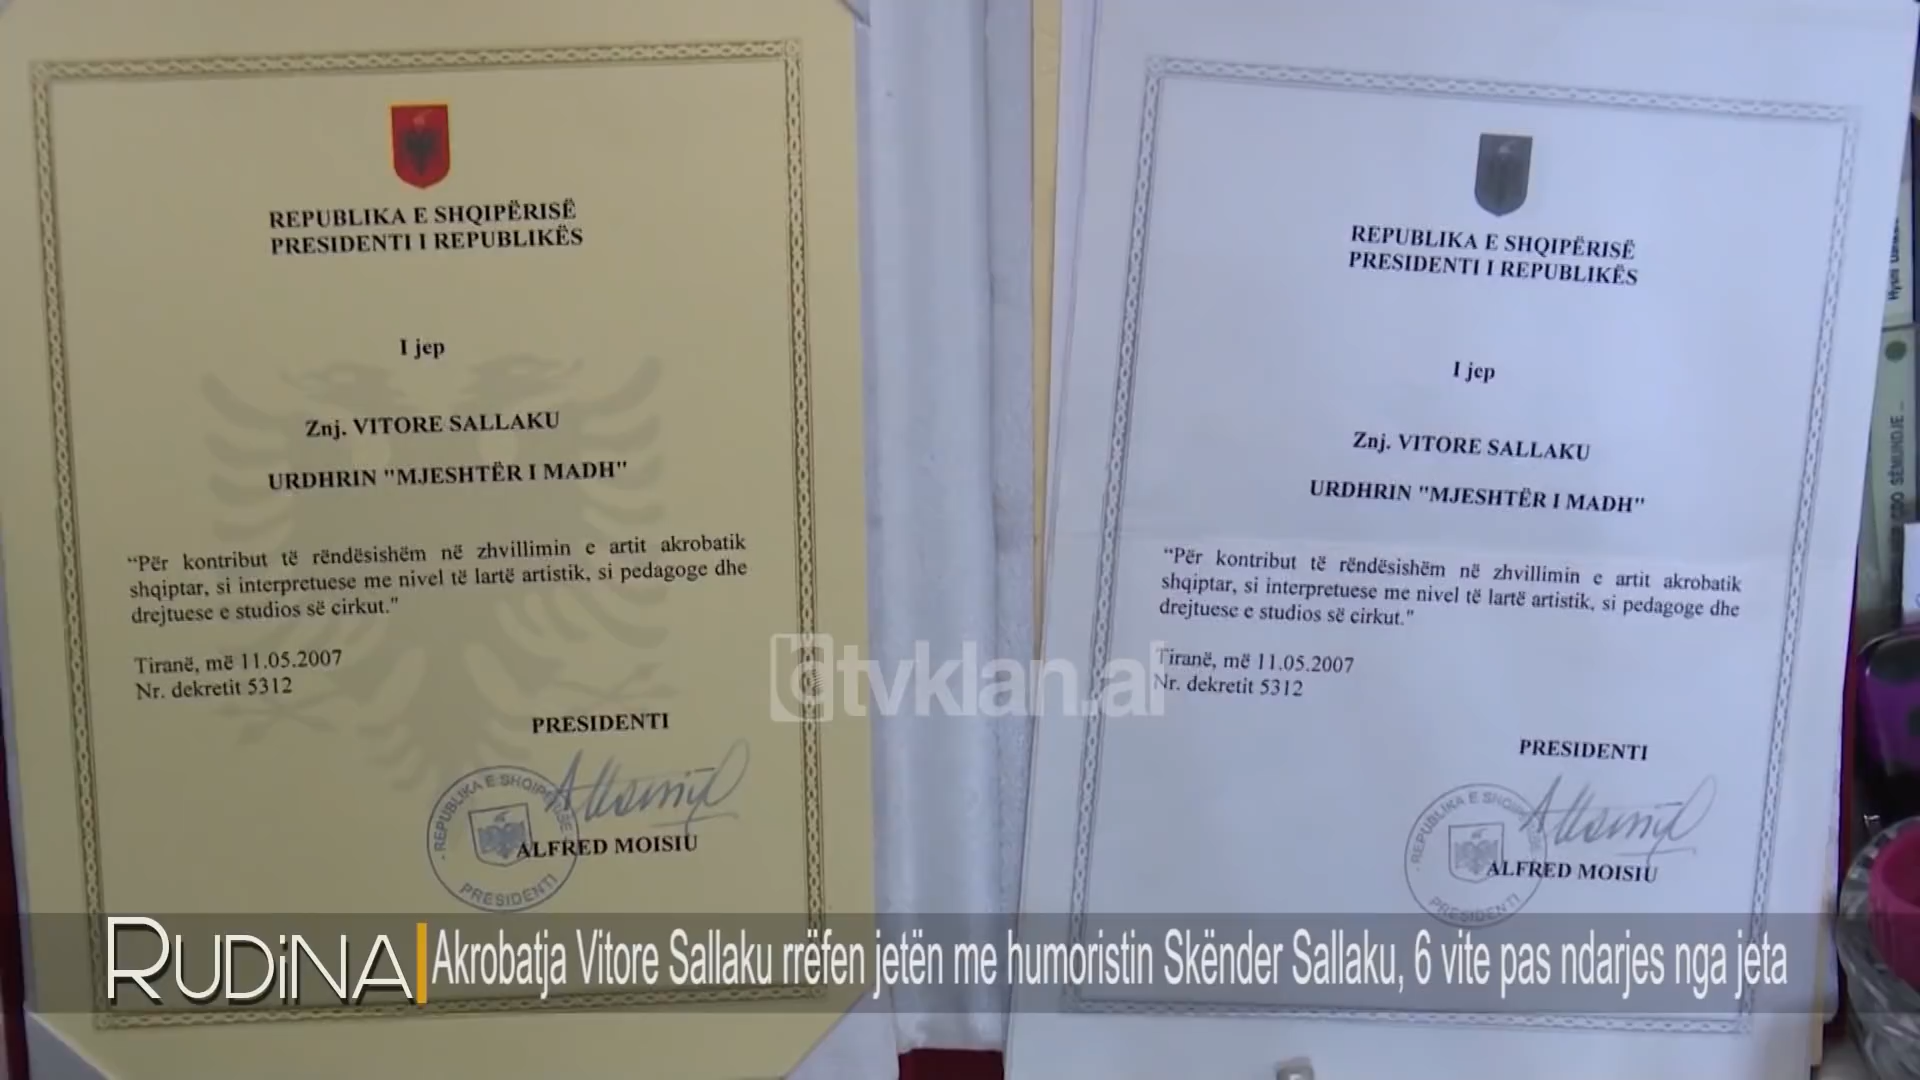 REPUBLIKA E SHQIPËRISË
PRESIDENTI I REPUBLIKËS
I jep
Znj. VITORE SALLAKU
URDHRIN "MJESHTËR I MADH"
“Për kontribut të rëndësishëm në zhvillimin e artit akrobatik
shqiptar, si interpretuese me nivel të lartë artistik, si pedagoge dhe
drejtuese e studios së cirkut."
Tiranë, më 11.05.2007
Nr. dekretit 5312
PRESIDENTI
REPUBLIKA E SHQIPËRISË
PRESIDENTI
ALFRED MOISIU
REPUBLIKA E SHQIPËRISË
PRESIDENTI I REPUBLIKËS
I jep
Znj. VITORE SALLAKU
URDHRIN "MJESHTËR I MADH"
“Për kontribut të rëndësishëm në zhvillimin e artit akrobatik
shqiptar, si interpretuese me nivel të lartë artistik, si pedagoge dhe
drejtuese e studios së cirkut."
Tiranë, më 11.05.2007
Nr. dekretit 5312
PRESIDENTI
REPUBLIKA E SHQIPËRISË
PRESIDENTI
ALFRED MOISIU
SËMUNDJE
tvklan.al
RUDiNA
Akrobatja Vitore Sallaku rrëfen jetën me humoristin Skënder Sallaku, 6 vite pas ndarjes nga jeta